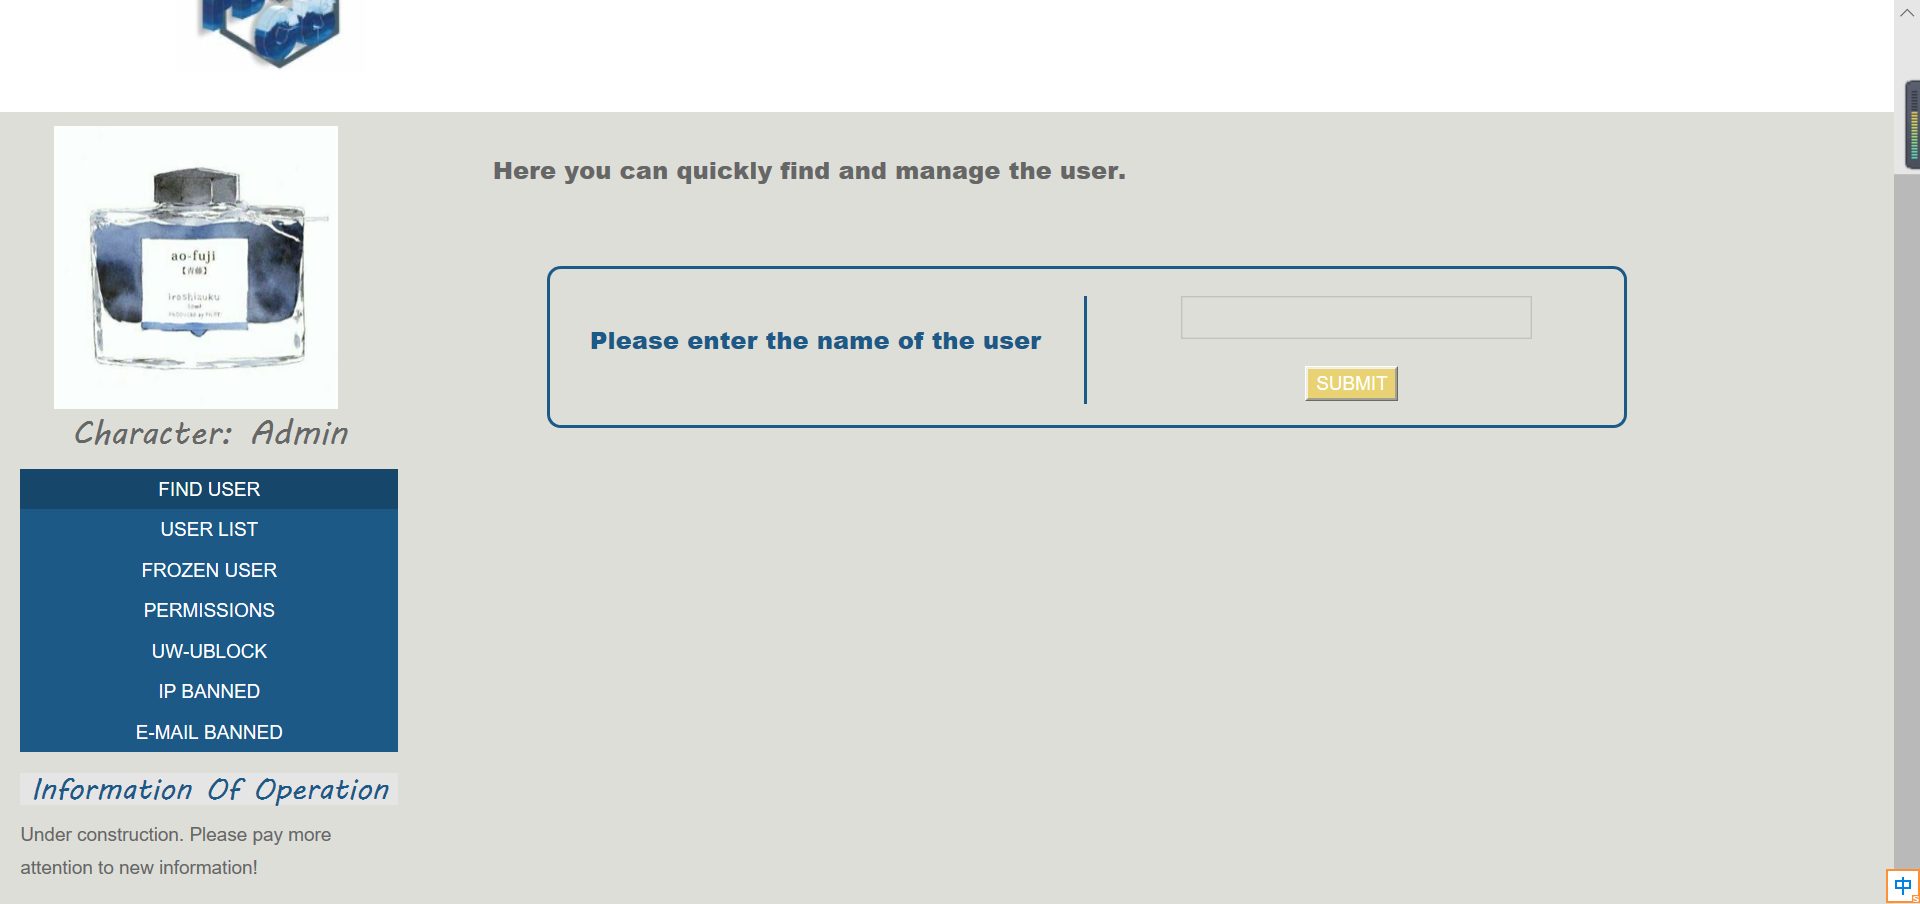 ao-fuji
iroshizuku
Character: Admin
FIND USER
USER LIST
FROZEN USER
PERMISSIONS
UW-UBLOCK
IP BANNED
E-MAIL BANNED
Information Of Operation
Under construction. Please pay more
attention to new information!
Here you can quickly find and manage the user.
Please enter the name of the user
SUBMIT
中